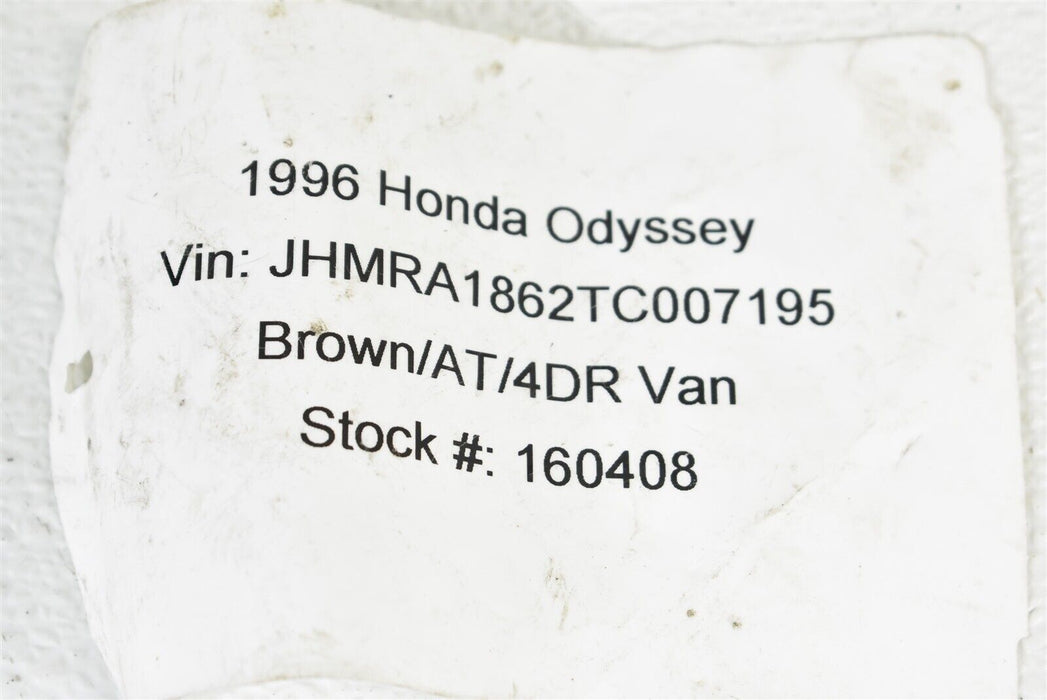 1996 Honda Odyssey
Vin: JHMRA1862TC007195
Brown/AT/4DR Van
Stock #: 160408